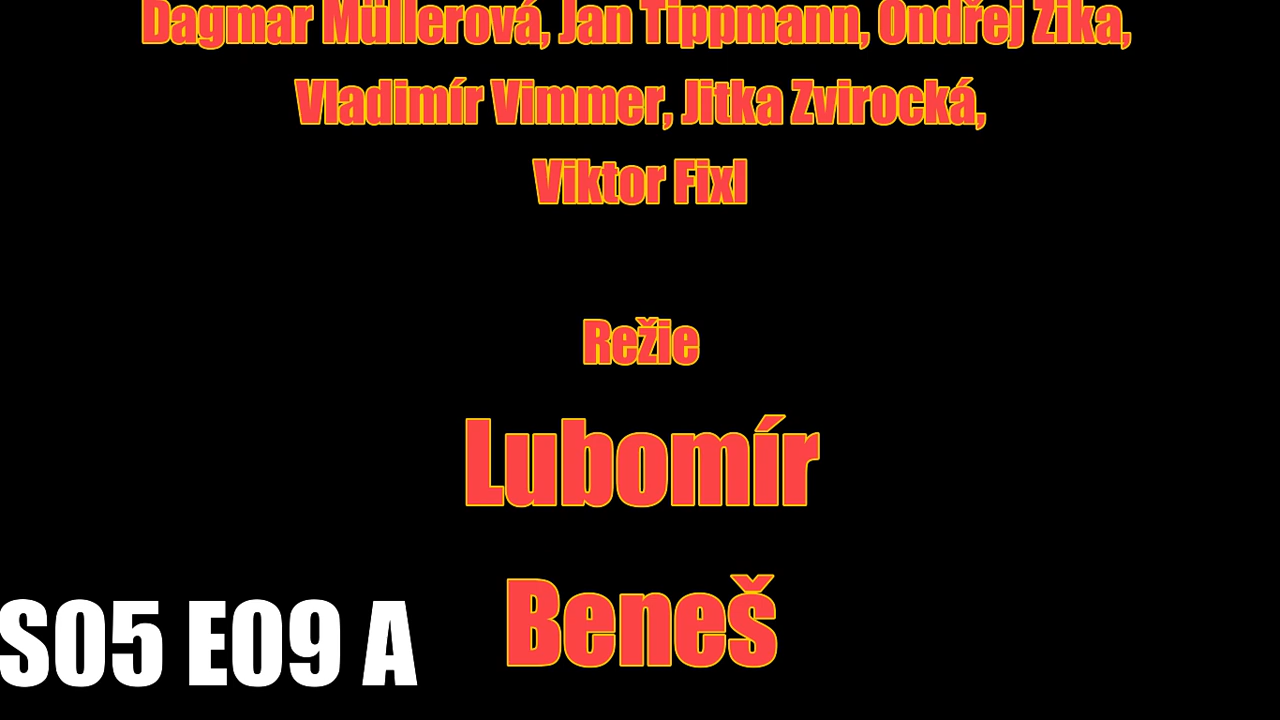 Dagmar Müllerová, Jan Tippmann, Ondřej Zika,
Vladimír Vimmer, Jitka Zvirocká,
Viktor Fixl
Režie
Lubomír
Beneš
S05 E09 A